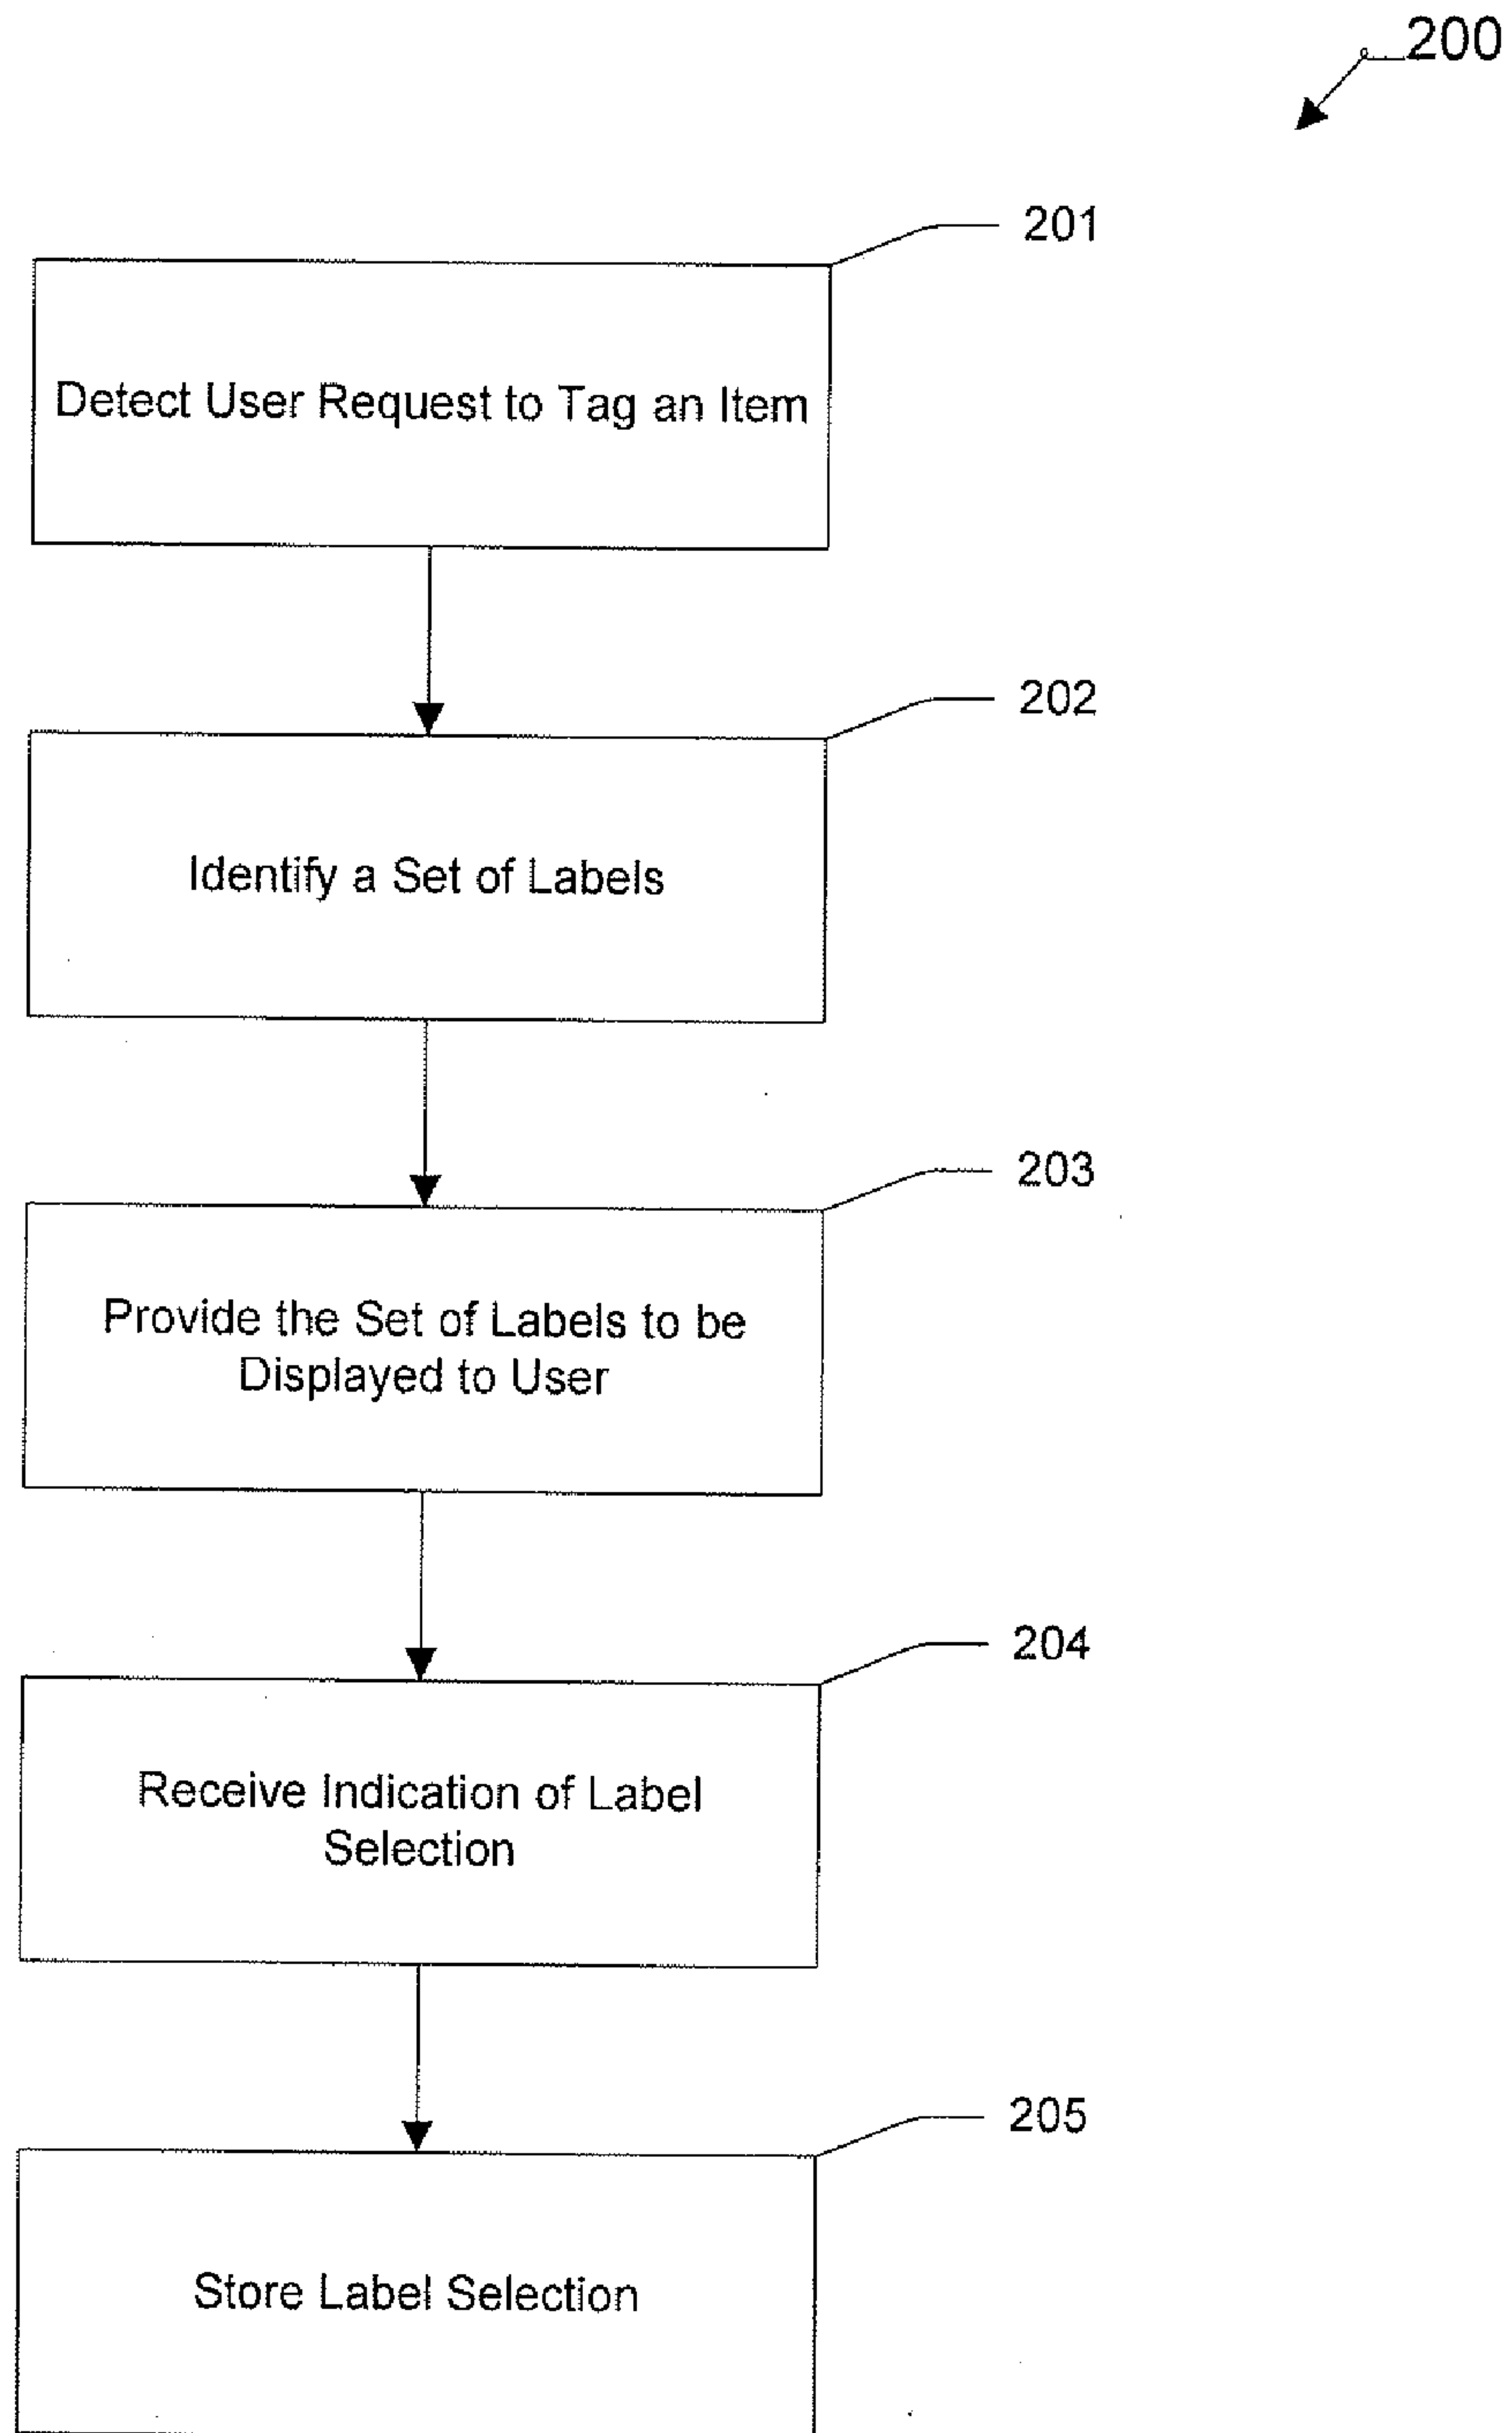 200
201
Detect User Request to Tag an Item
202
Identify a Set of Labels
203
Provide the Set of Labels to be
Displayed to User
204
Receive Indication of Label
Selection
205
Store Label Selection